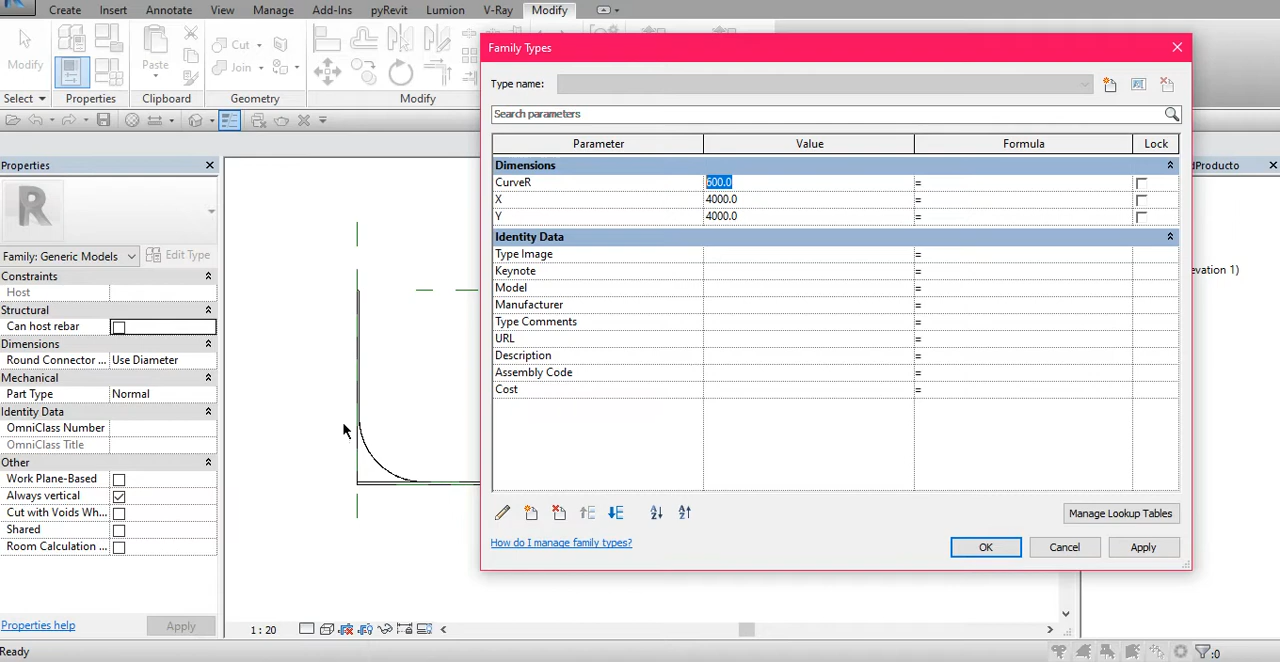 Create Insert Annotate View Manage Add-Ins pyRevit Lumion V-Ray Modify
Modify
Paste
Cut
Join
Select Properties Clipboard Geometry Modify
Properties
Family: Generic Models
Edit Type
Constraints
Host
Structural
Can host rebar
Dimensions
Round Connector ... Use Diameter
Mechanical
Part Type Normal
Identity Data
OmniClass Number
OmniClass Title
Other
Work Plane-Based
Always vertical
Cut with Voids Wh...
Shared
Room Calculation ...
Properties help
Apply
Ready
1 : 20
Family Types
Type name:
Search parameters
Parameter Value Formula Lock
Dimensions
CurveR 600.0 =
X 4000.0 =
Y 4000.0 =
Identity Data
Type Image =
Keynote =
Model =
Manufacturer =
Type Comments =
URL =
Description =
Assembly Code =
Cost =
Manage Lookup Tables
How do I manage family types?
OK Cancel Apply
dProducto
evation 1)
:0